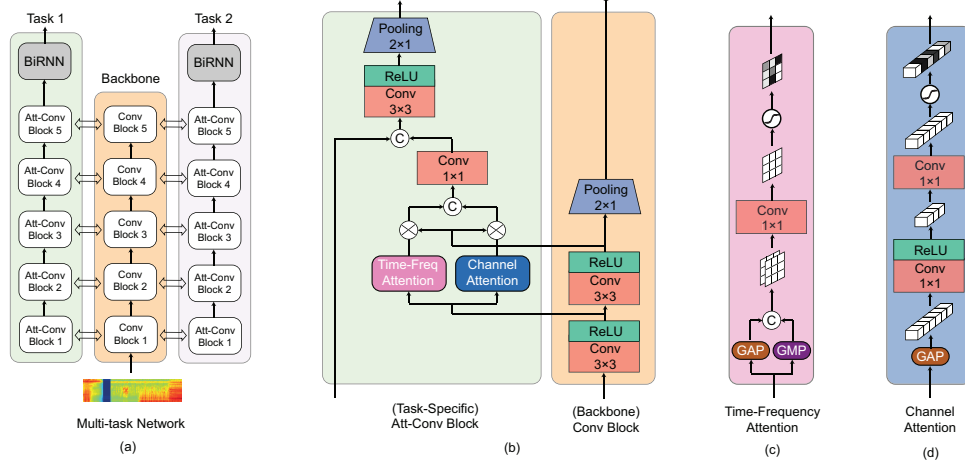 Task 1
Task 2
BiRNN
BiRNN
Backbone
Att-Conv
Block 5
Conv
Block 5
Att-Conv
Block 5
Att-Conv
Block 4
Conv
Block 4
Att-Conv
Block 4
Att-Conv
Block 3
Conv
Block 3
Att-Conv
Block 3
Att-Conv
Block 2
Conv
Block 2
Att-Conv
Block 2
Att-Conv
Block 1
Conv
Block 1
Att-Conv
Block 1
Multi-task Network
(a)
Pooling
2×1
ReLU
Conv
3×3
C
Conv
1×1
C
Time-Freq
Attention
Channel
Attention
Pooling
2×1
ReLU
Conv
3×3
ReLU
Conv
3×3
(Task-Specific)
Att-Conv Block
(b)
(Backbone)
Conv Block
Conv
1×1
C
GAP
GMP
Time-Frequency
Attention
(c)
Conv
1×1
ReLU
Conv
1×1
GAP
Channel
Attention
(d)